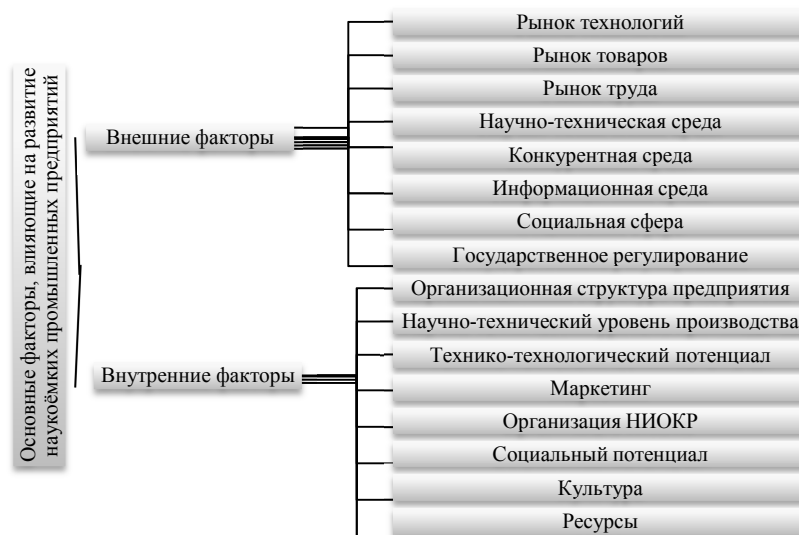 Основные факторы, влияющие на развитие
наукоёмких промышленных предприятий
Внешние факторы
Рынок технологий
Рынок товаров
Рынок труда
Научно-техническая среда
Конкурентная среда
Информационная среда
Социальная сфера
Государственное регулирование
Внутренние факторы
Организационная структура предприятия
Научно-технический уровень производства
Технико-технологический потенциал
Маркетинг
Организация НИОКР
Социальный потенциал
Культура
Ресурсы